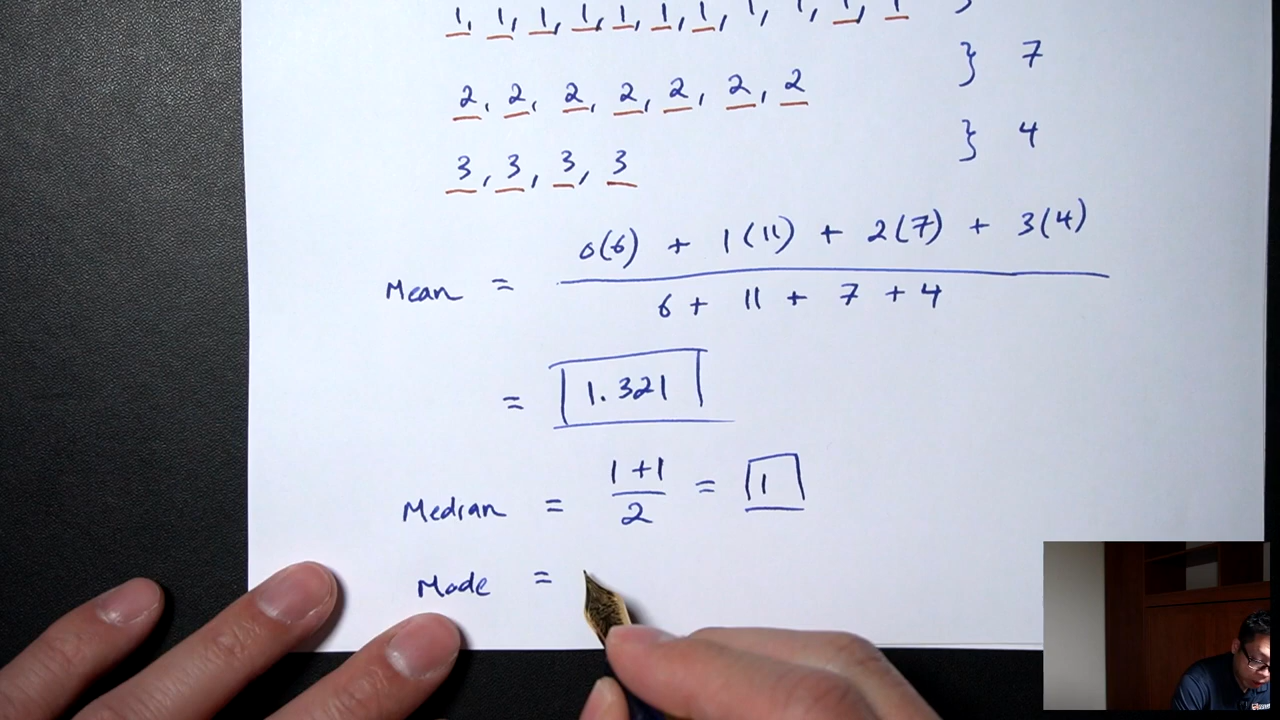 1, 1, 1, 1, 1, 1, 1, 1, 1, 1, 1 }
2, 2, 2, 2, 2, 2, 2 } 7
3, 3, 3, 3 } 4
0(6) + 1(11) + 2(7) + 3(4)
Mean =
6 + 11 + 7 + 4
= 1.321
1+1
Median = = 1
2
Mode =